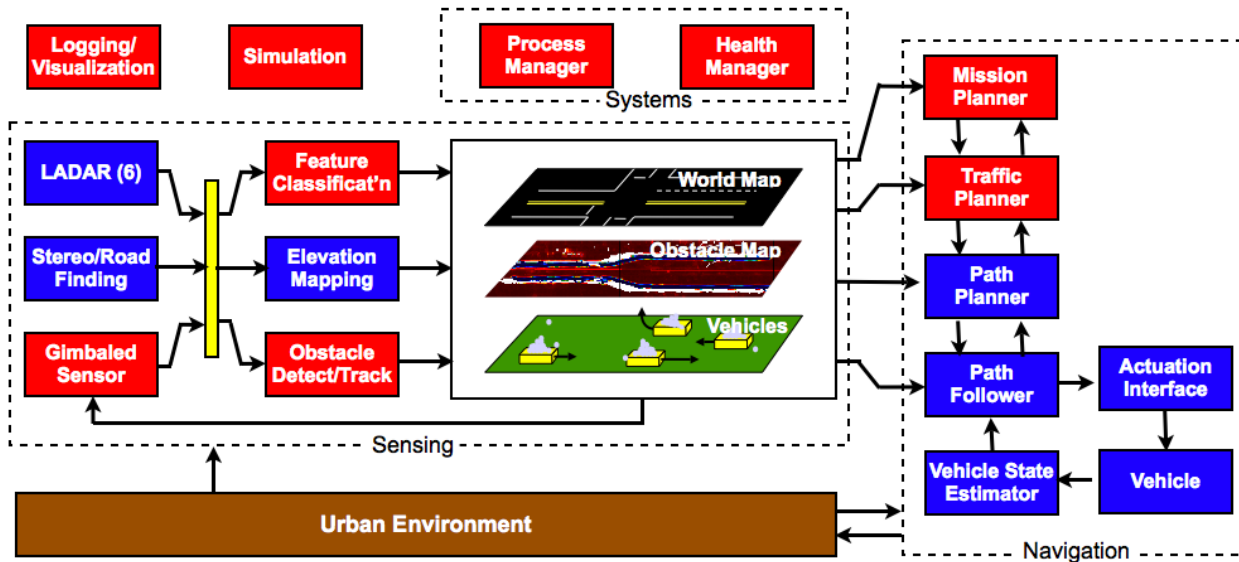 Logging/
Visualization
Simulation
Process
Manager
Health
Manager
Systems
Mission
Planner
LADAR (6)
Feature
Classificat'n
World Map
Traffic
Planner
Stereo/Road
Finding
Elevation
Mapping
Obstacle Map
Path
Planner
Gimbaled
Sensor
Obstacle
Detect/Track
Vehicles
Path
Follower
Actuation
Interface
Sensing
Vehicle State
Estimator
Vehicle
Urban Environment
Navigation